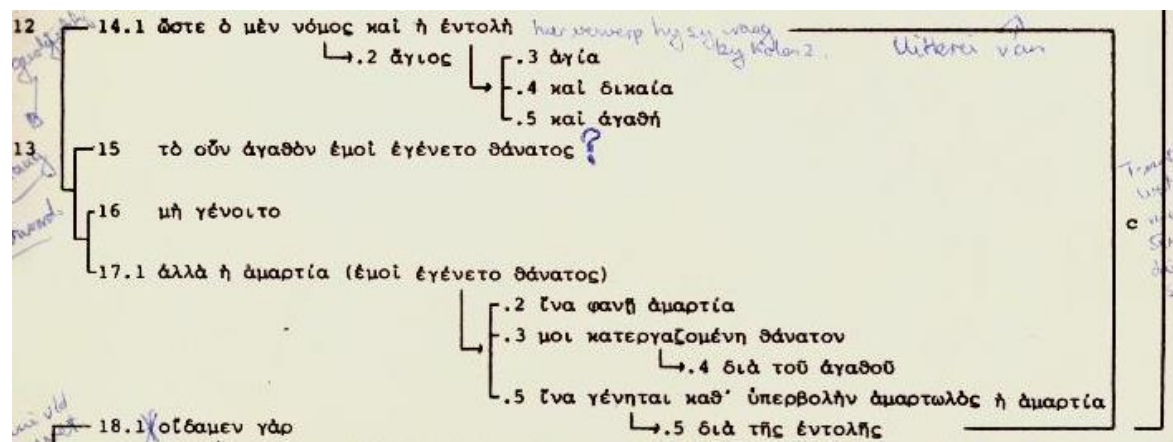 12 14.1 ὥστε ὁ μὲν νόμος καὶ ἡ ἐντολὴ
.2 ἅγιος .3 ἁγία
.4 καὶ δικαία
.5 καὶ ἀγαθή
13 15 τὸ οὖν ἀγαθὸν ἐμοὶ ἐγένετο θάνατος ?
16 μὴ γένοιτο
c
17.1 ἀλλὰ ἡ ἁμαρτία (ἐμοὶ ἐγένετο θάνατος)
.2 ἵνα φανῇ ἁμαρτία
.3 μοι κατεργαζομένη θάνατον
.4 διὰ τοῦ ἀγαθοῦ
.5 ἵνα γένηται καθ' ὑπερβολὴν ἁμαρτωλὸς ἡ ἁμαρτία
18.1 οἴδαμεν γὰρ .5 διὰ τῆς ἐντολῆς